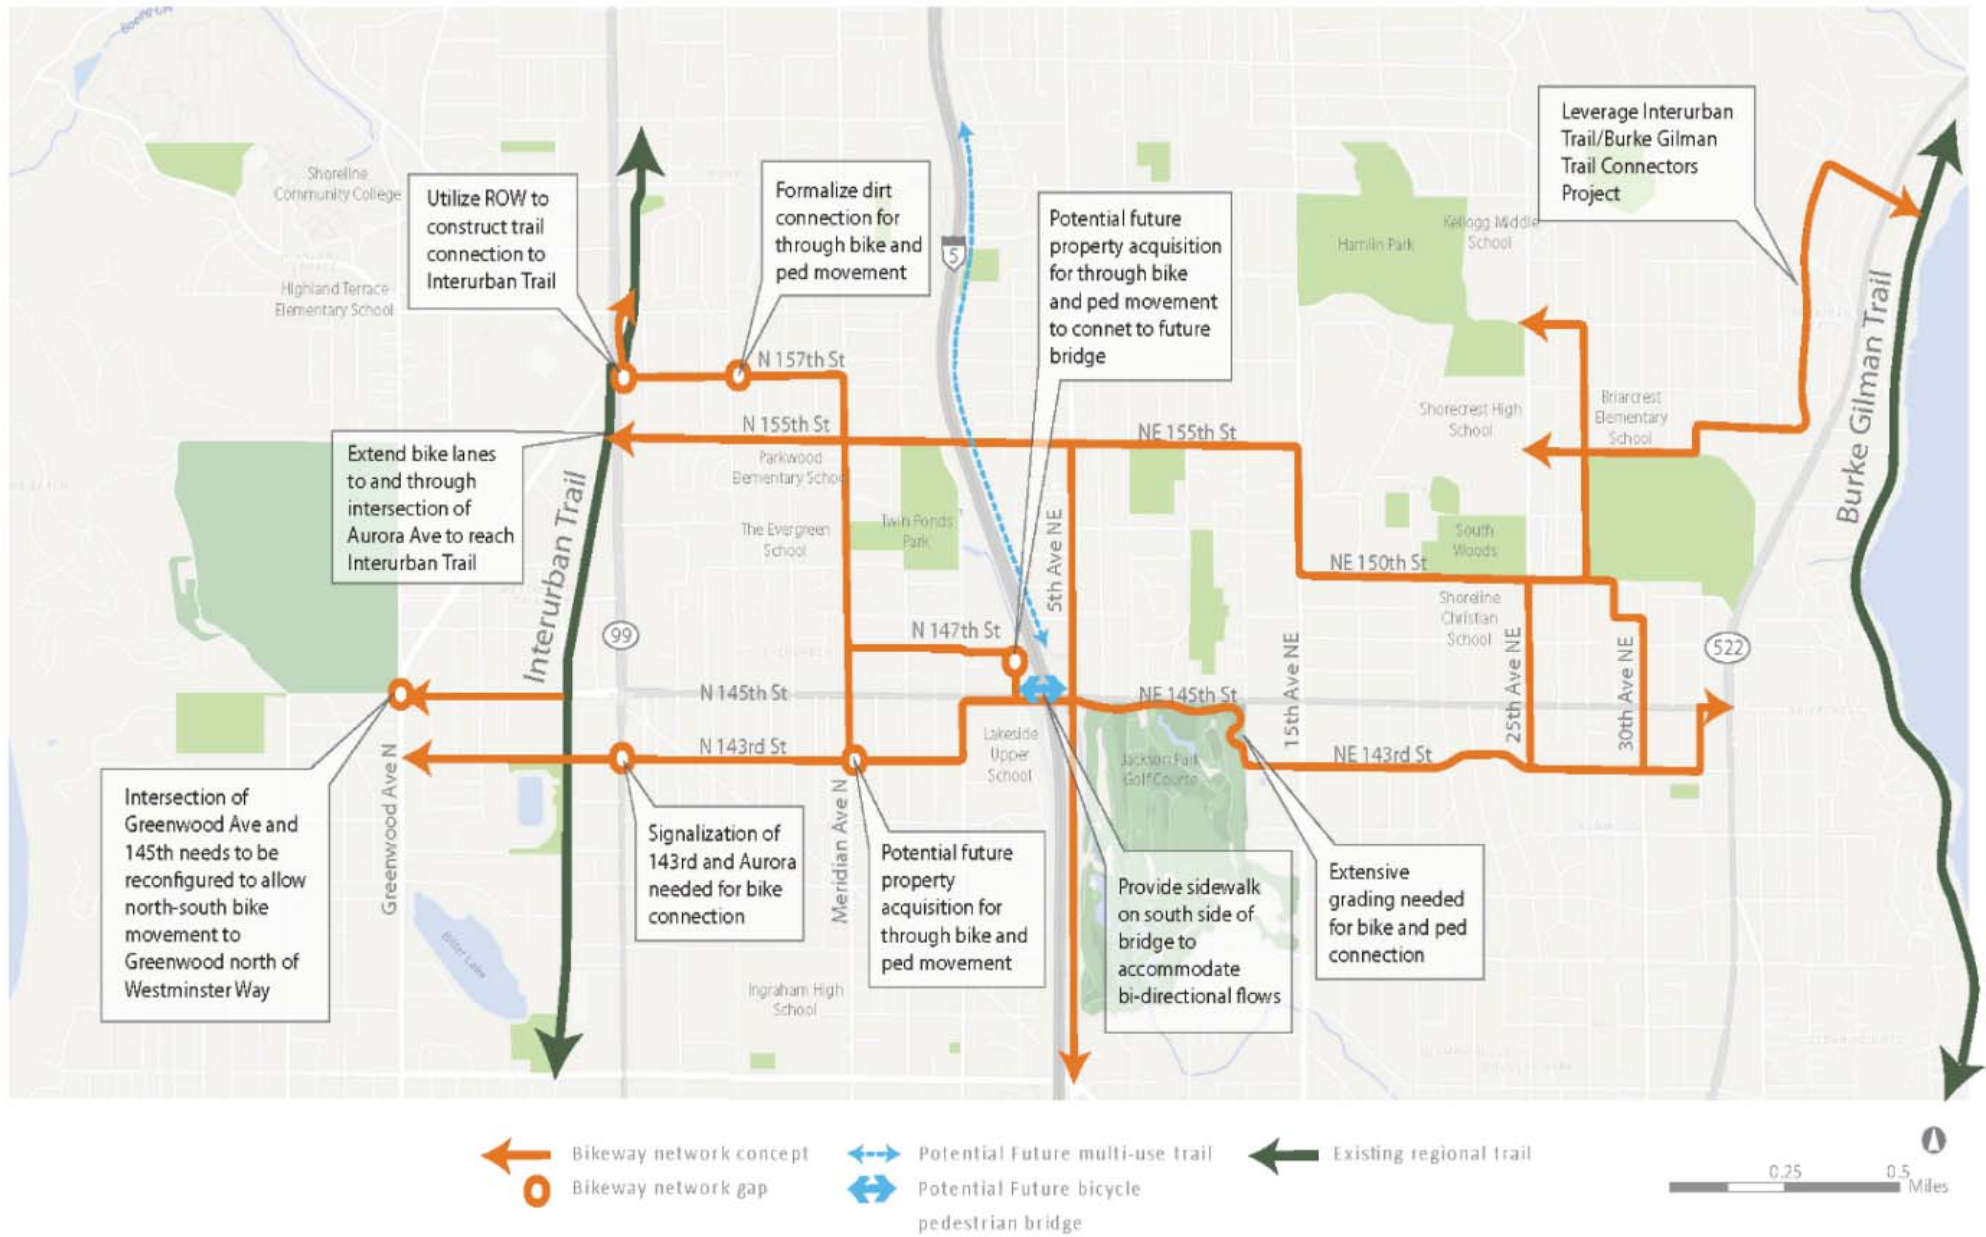 Shoreline
Community College
Highland Terrace
Elementary School
Utilize ROW to
construct trail
connection to
Interurban Trail
Formalize dirt
connection for
through bike and
ped movement
5
Potential future
property acquisition
for through bike
and ped movement
to connet to future
bridge
Leverage Interurban
Trail/Burke Gilman
Trail Connectors
Project
Hamlin Park
Kellogg Middle
School
N 157th St
N 155th St
NE 155th St
Parkwood
Elementary Schoo
Shorecrest High
School
Briarcrest
Elementary
School
Burke Gilman Trail
Extend bike lanes
to and through
intersection of
Aurora Ave to reach
Interurban Trail
Interurban Trail
The Evergreen
School
Twin Ponds
Park
5th Ave NE
South
Woods
NE 150th St
Shoreline
Christian
School
99
N 147th St
15th Ave NE
25th Ave NE
30th Ave NE
522
N 145th St
NE 145th St
N 143rd St
Lakeside
Upper
School
Jackson Park
Golf Course
NE 143rd St
Greenwood Ave N
Meridian Ave N
Intersection of
Greenwood Ave and
145th needs to be
reconfigured to allow
north-south bike
movement to
Greenwood north of
Westminster Way
Bitter Lake
Signalization of
143rd and Aurora
needed for bike
connection
Potential future
property
acquisition for
through bike and
ped movement
Provide sidewalk
on south side of
bridge to
accommodate
bi-directional flows
Extensive
grading needed
for bike and ped
connection
Ingraham High
School
Bikeway network concept
Bikeway network gap
Potential Future multi-use trail
Potential Future bicycle
pedestrian bridge
Existing regional trail
0.25
0.5
Miles